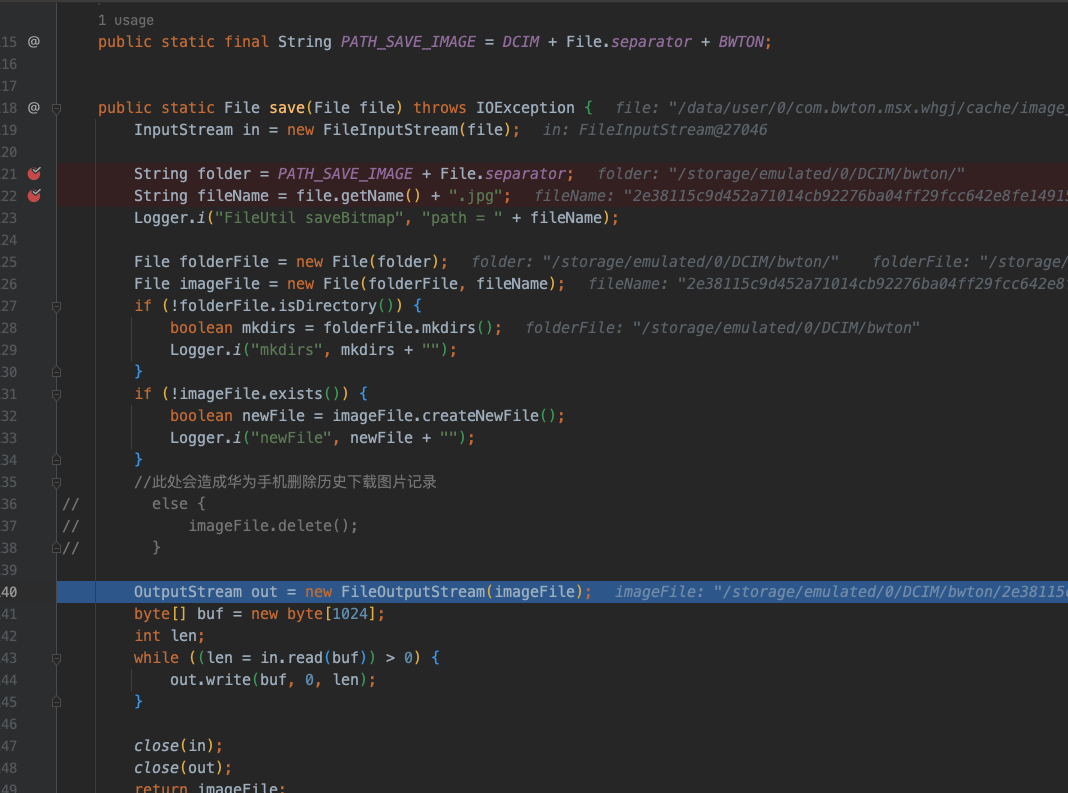 1 usage
15 @ public static final String PATH_SAVE_IMAGE = DCIM + File.separator + BWTON;
16
17
18 @ public static File save(File file) throws IOException { file: "/data/user/0/com.bwton.msx.whgj/cache/image_
19 InputStream in = new FileInputStream(file); in: FileInputStream@27046
20
21 String folder = PATH_SAVE_IMAGE + File.separator; folder: "/storage/emulated/0/DCIM/bwton/"
22 String fileName = file.getName() + ".jpg"; fileName: "2e38115c9d452a71014cb92276ba04ff29fcc642e8fe14915
23 Logger.i("FileUtil saveBitmap", "path = " + fileName);
24
25 File folderFile = new File(folder); folder: "/storage/emulated/0/DCIM/bwton/" folderFile: "/storage/
26 File imageFile = new File(folderFile, fileName); fileName: "2e38115c9d452a71014cb92276ba04ff29fcc642e8f
27 if (!folderFile.isDirectory()) {
28 boolean mkdirs = folderFile.mkdirs(); folderFile: "/storage/emulated/0/DCIM/bwton"
29 Logger.i("mkdirs", mkdirs + "");
30 }
31 if (!imageFile.exists()) {
32 boolean newFile = imageFile.createNewFile();
33 Logger.i("newFile", newFile + "");
34 }
35 //此处会造成华为手机删除历史下载图片记录
36 // else {
37 // imageFile.delete();
38 // }
39
40 OutputStream out = new FileOutputStream(imageFile); imageFile: "/storage/emulated/0/DCIM/bwton/2e38115
41 byte[] buf = new byte[1024];
42 int len;
43 while ((len = in.read(buf)) > 0) {
44 out.write(buf, 0, len);
45 }
46
47 close(in);
48 close(out);
49 return imageFile;